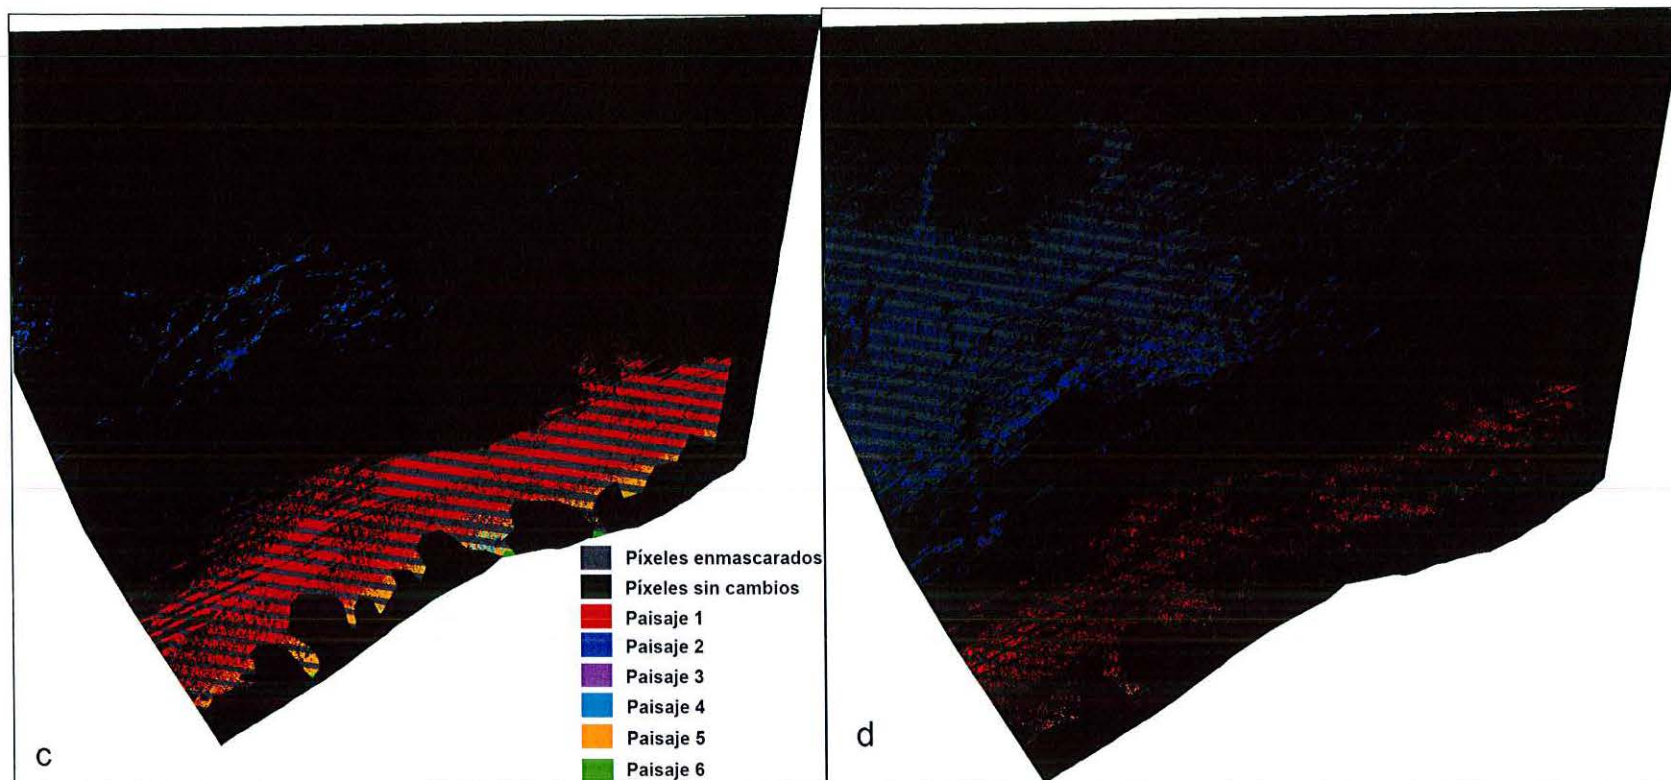 Píxeles enmascarados
Píxeles sin cambios
Paisaje 1
Paisaje 2
Paisaje 3
Paisaje 4
Paisaje 5
Paisaje 6
c
d